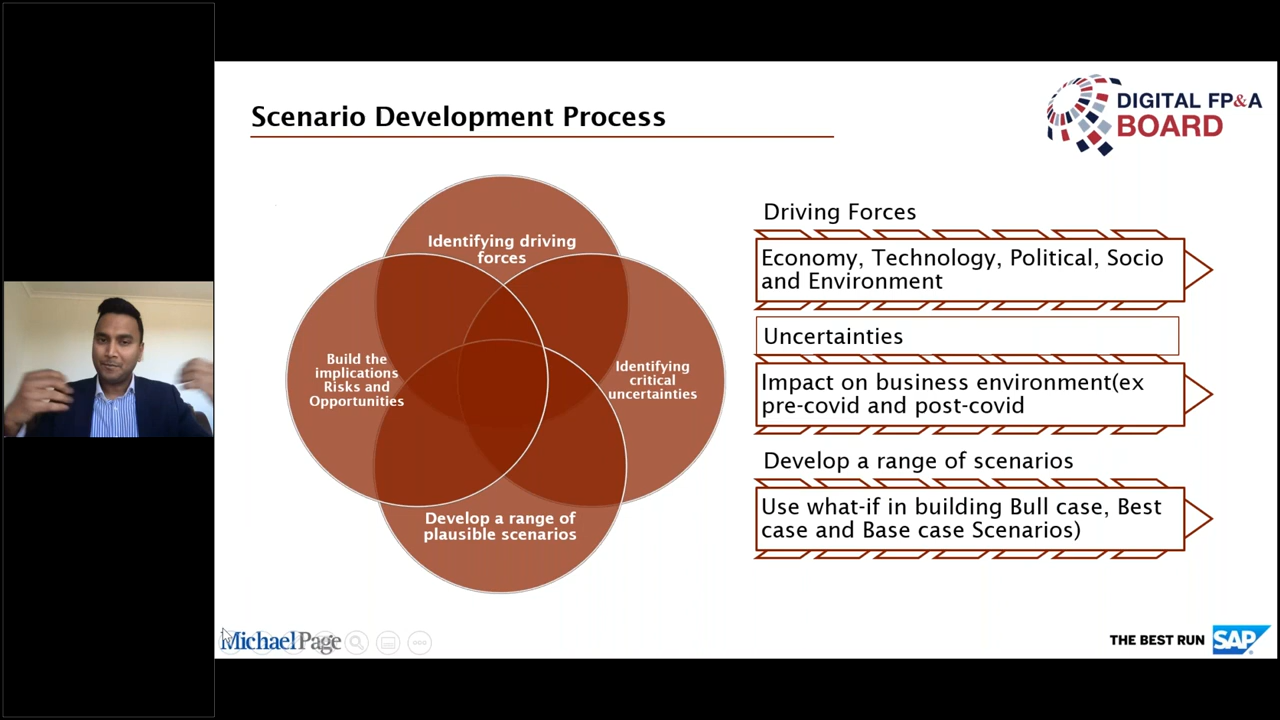 Scenario Development Process
DIGITAL FP&A
BOARD
Identifying driving
forces
Build the
implications
Risks and
Opportunities
Identifying
critical
uncertainties
Develop a range of
plausible scenarios
Driving Forces
Economy, Technology, Political, Socio
and Environment
Uncertainties
Impact on business environment(ex
pre-covid and post-covid
Develop a range of scenarios
Use what-if in building Bull case, Best
case and Base case Scenarios)
MichaelPage
THE BEST RUN SAP